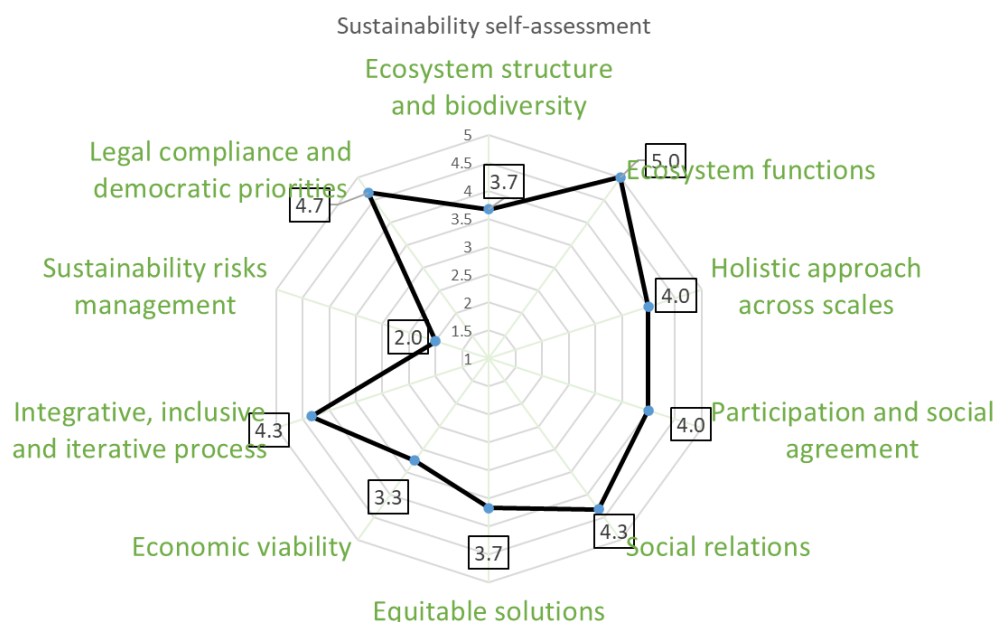 Sustainability self-assessment
Ecosystem structure
and biodiversity
Legal compliance and
democratic priorities
4.7
5
4.5
4
3.5
3
2.5
2
1.5
1
3.7
5.0
Ecosystem functions
Sustainability risks
management
2.0
Holistic approach
across scales
4.0
Integrative, inclusive
and iterative process
4.3
Participation and social
agreement
4.0
Economic viability
3.3
Social relations
4.3
3.7
Equitable solutions